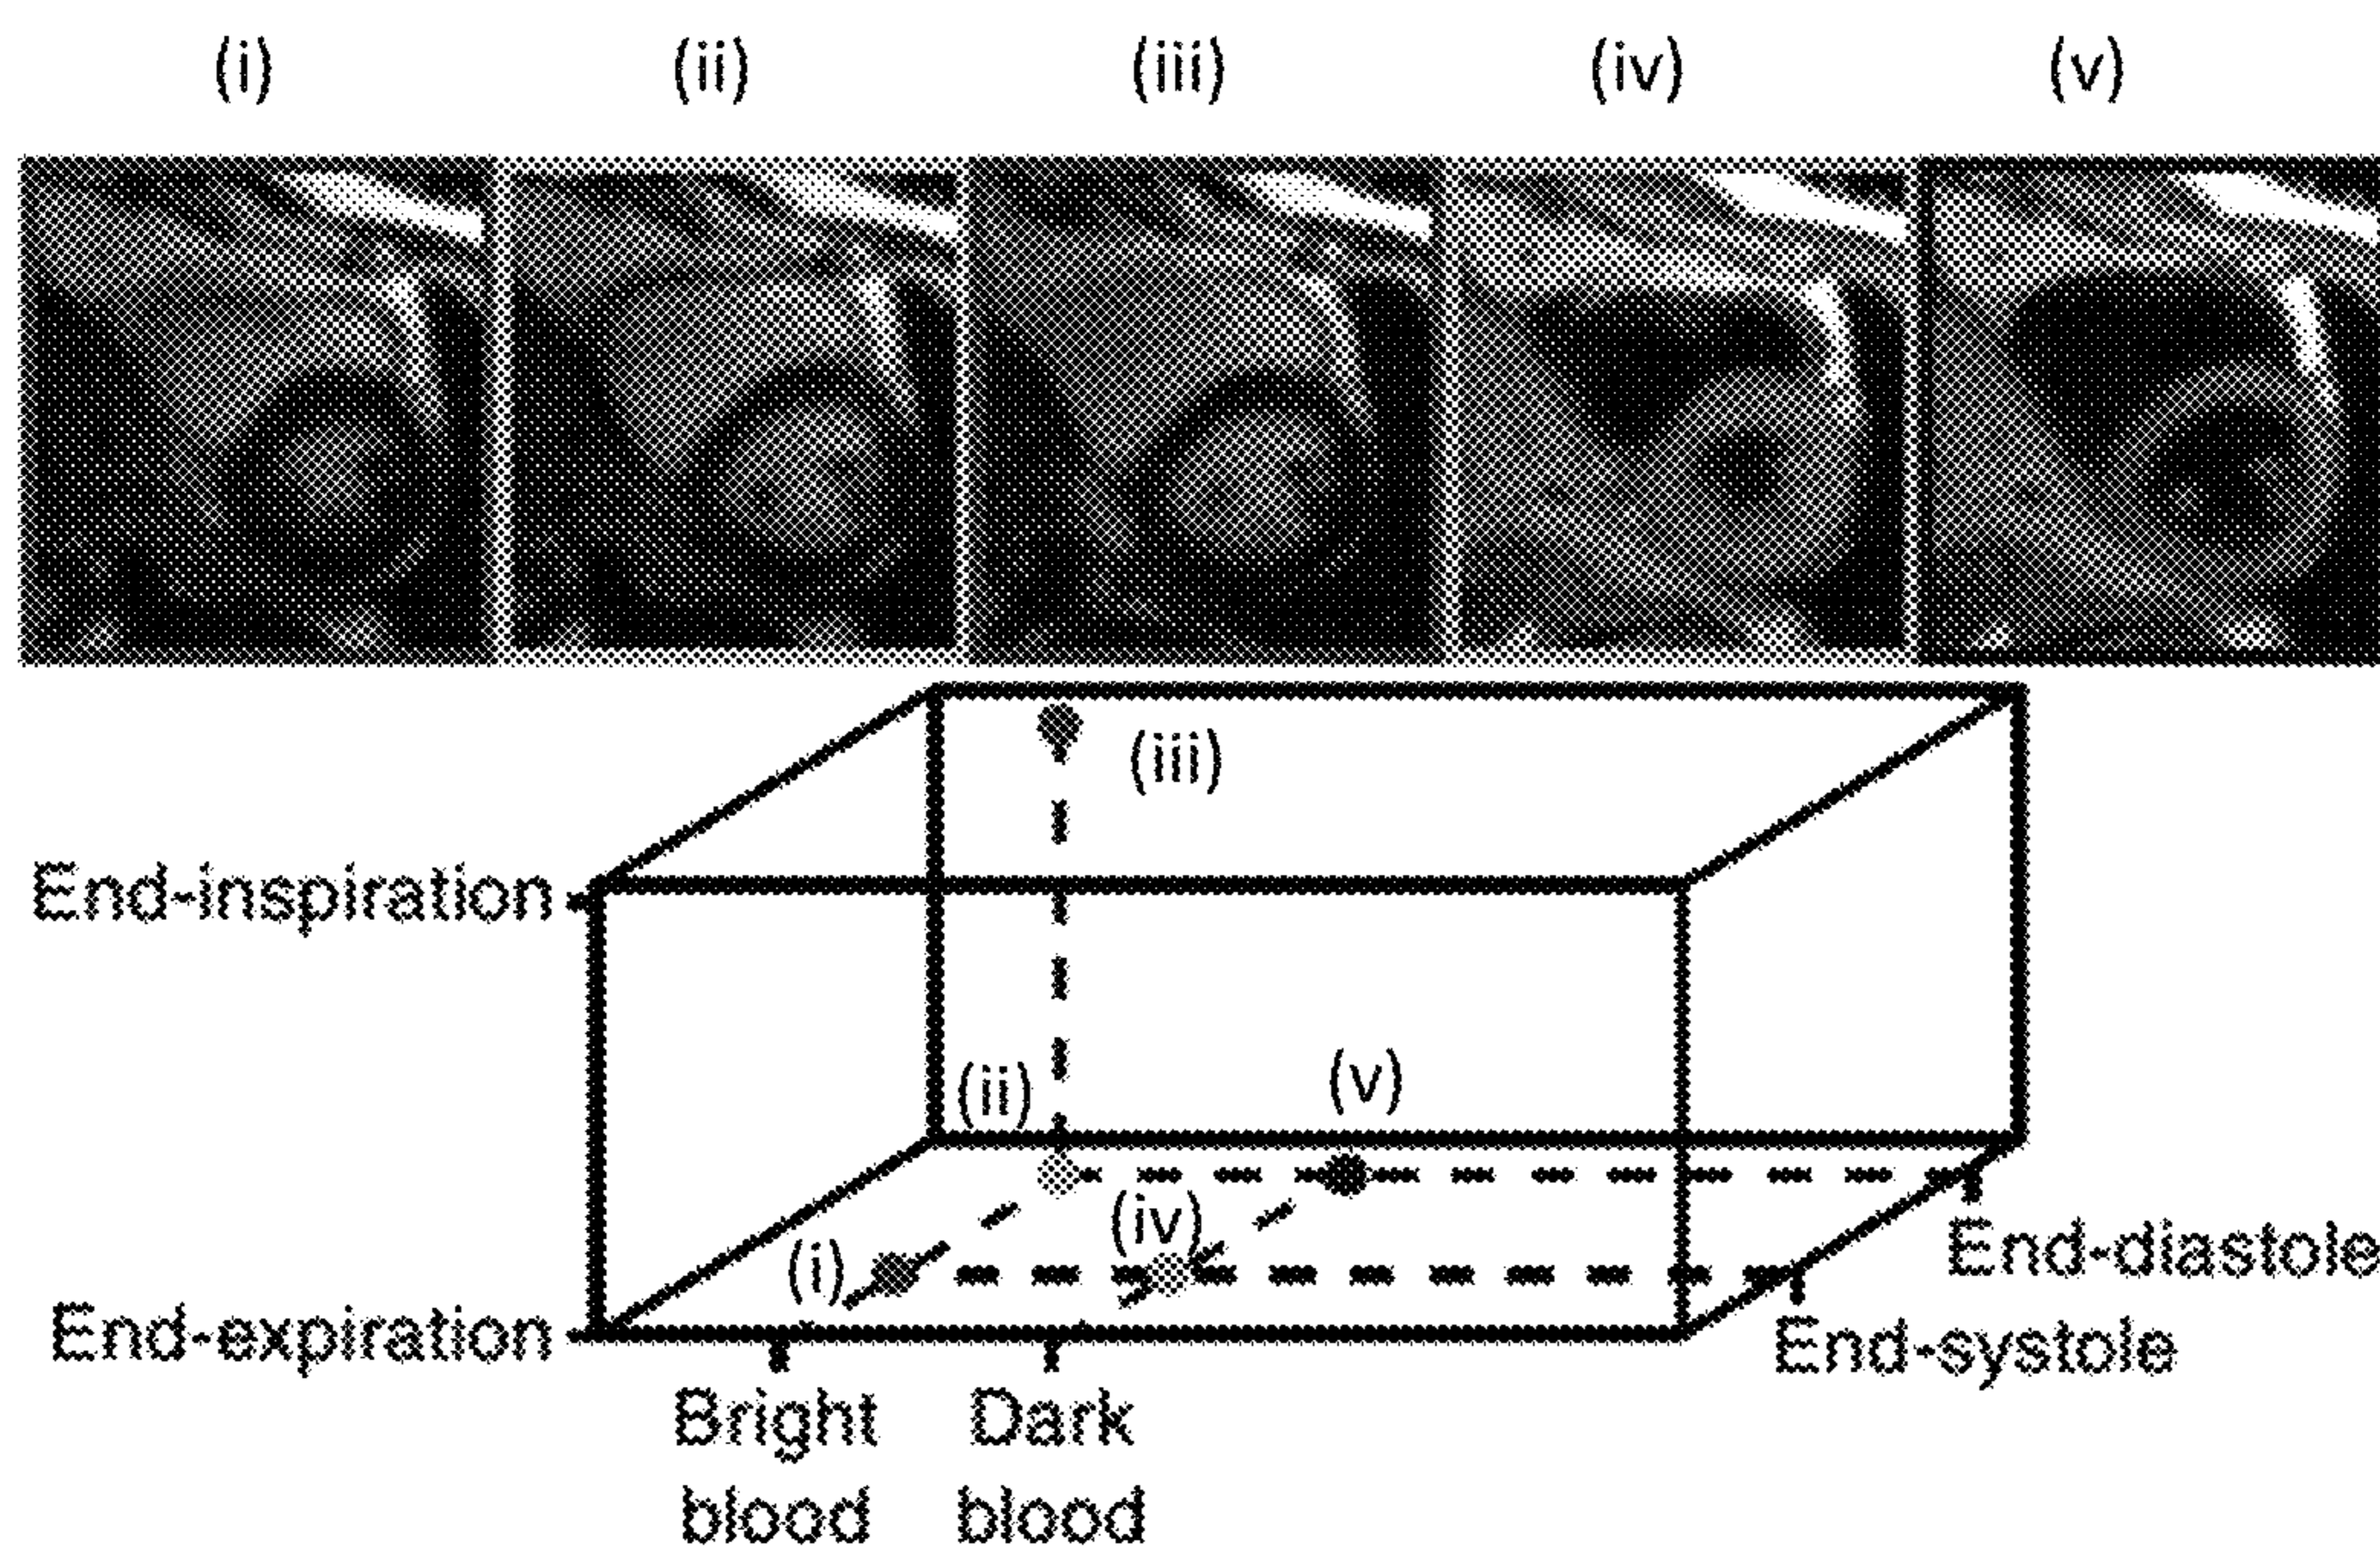 (i) (ii) (iii) (iv) (v)
(iii)
End-inspiration
(ii) (v)
(iv)
(i)
End-diastole
End-expiration
End-systole
Bright Dark
blood blood